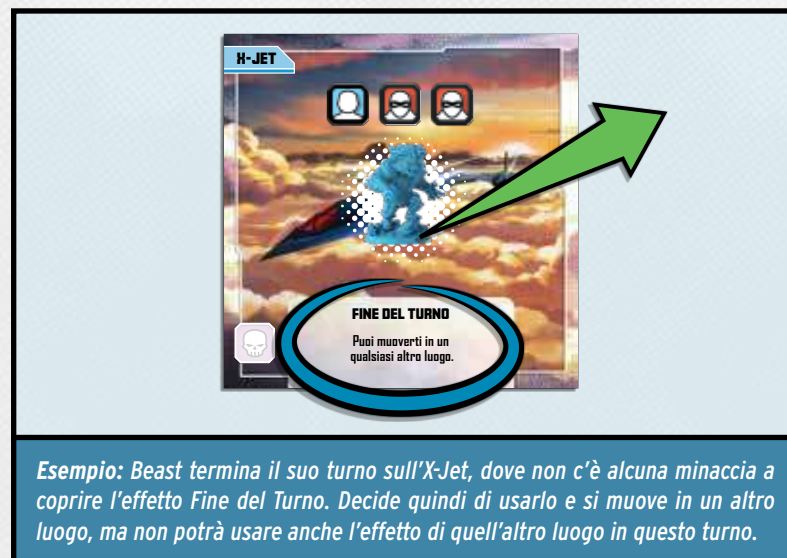 X-JET
FINE DEL TURNO
Puoi muoverti in un
qualsiasi altro luogo.
Esempio: Beast termina il suo turno sull'X-Jet, dove non c'è alcuna minaccia a
coprire l'effetto Fine del Turno. Decide quindi di usarlo e si muove in un altro
luogo, ma non potrà usare anche l'effetto di quell'altro luogo in questo turno.